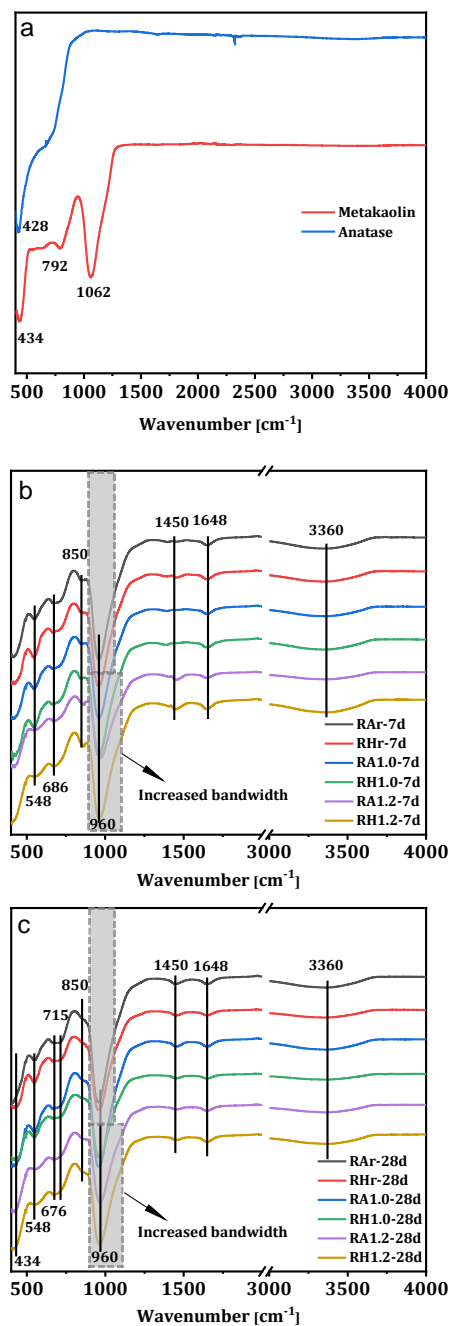 a
428
792
434
1062
Metakaolin
Anatase
500 1000 1500 2000 2500 3000 3500 4000
Wavenumber [cm-1]
b
850
1450 1648
3360
686
548
960
Increased bandwidth
RAr-7d
RHr-7d
RA1.0-7d
RH1.0-7d
RA1.2-7d
RH1.2-7d
500 1000 1500 3000 3500 4000
Wavenumber [cm-1]
c
850
715
1450 1648
3360
676
548
434
960
Increased bandwidth
RAr-28d
RHr-28d
RA1.0-28d
RH1.0-28d
RA1.2-28d
RH1.2-28d
500 1000 1500 3000 3500 4000
Wavenumber [cm-1]